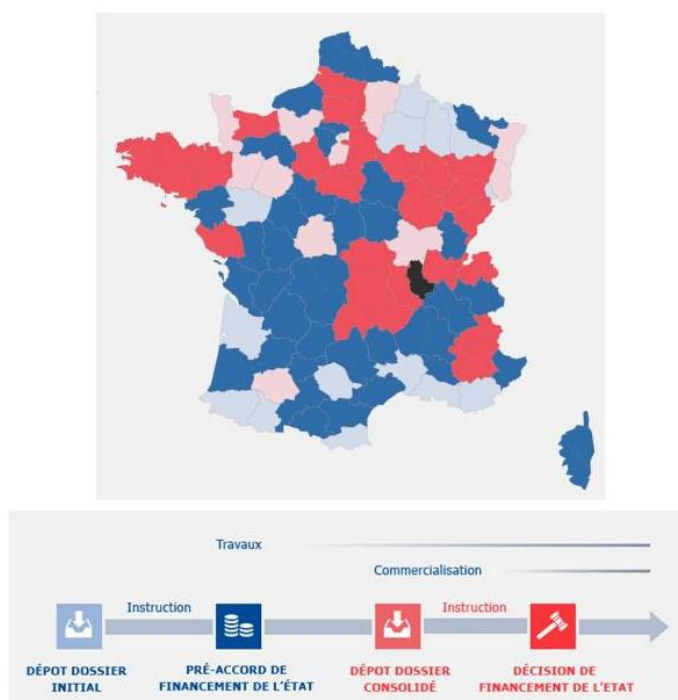 Travaux
Commercialisation
Instruction
Instruction
DÉPOT DOSSIER
INITIAL
PRÉ-ACCORD DE
FINANCEMENT DE L'ÉTAT
DÉPOT DOSSIER
CONSOLIDÉ
DÉCISION DE
FINANCEMENT DE L'ETAT